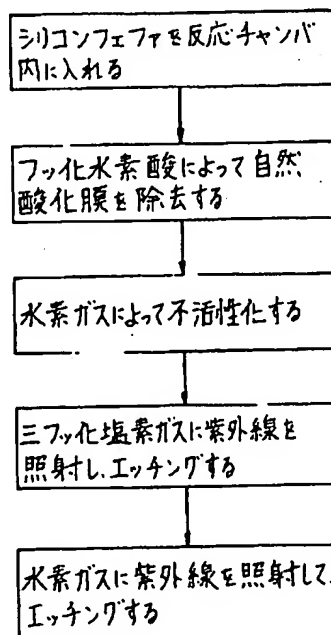 シリコンフェファを反応チャンバ
内に入れる
フッ化水素酸によって自然
酸化膜を除去する
水素ガスによって不活性化する
三フッ化塩素ガスに紫外線を
照射し、エッチングする
水素ガスに紫外線を照射して、
エッチングする